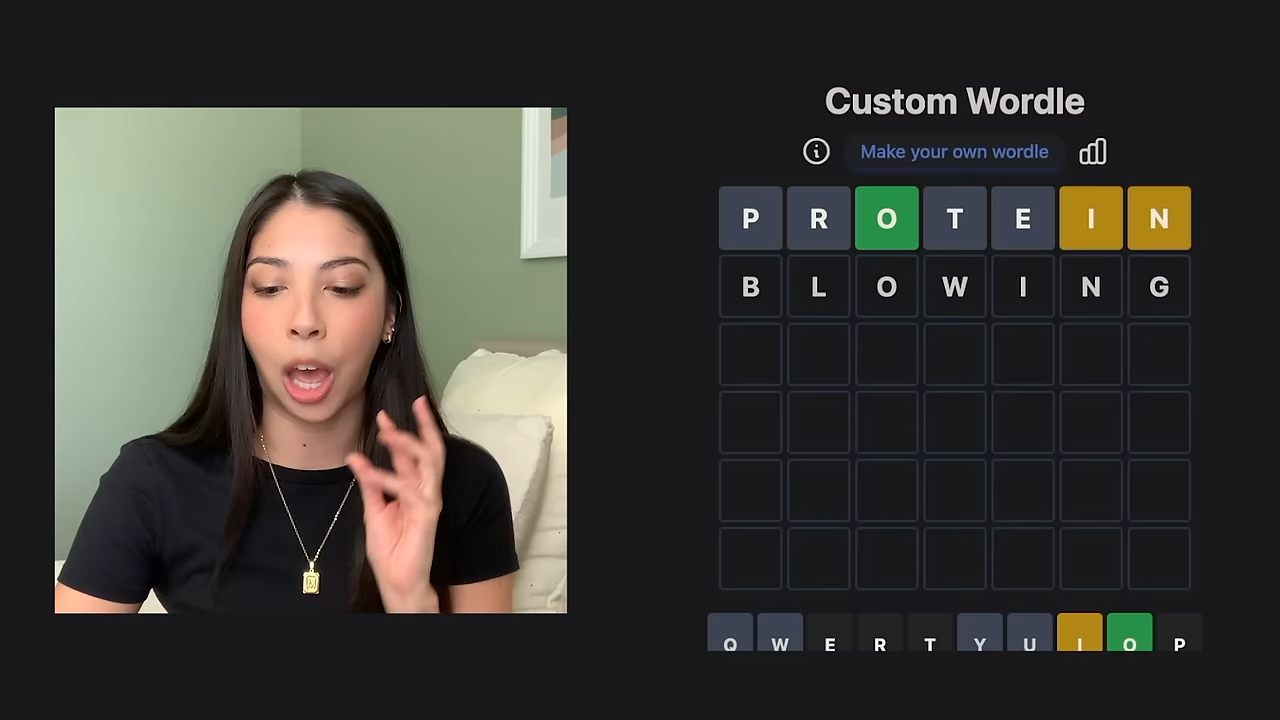 Custom Wordle
Make your own wordle
P R O T E I N
B L O W I N G
Q W E R T Y U I O P